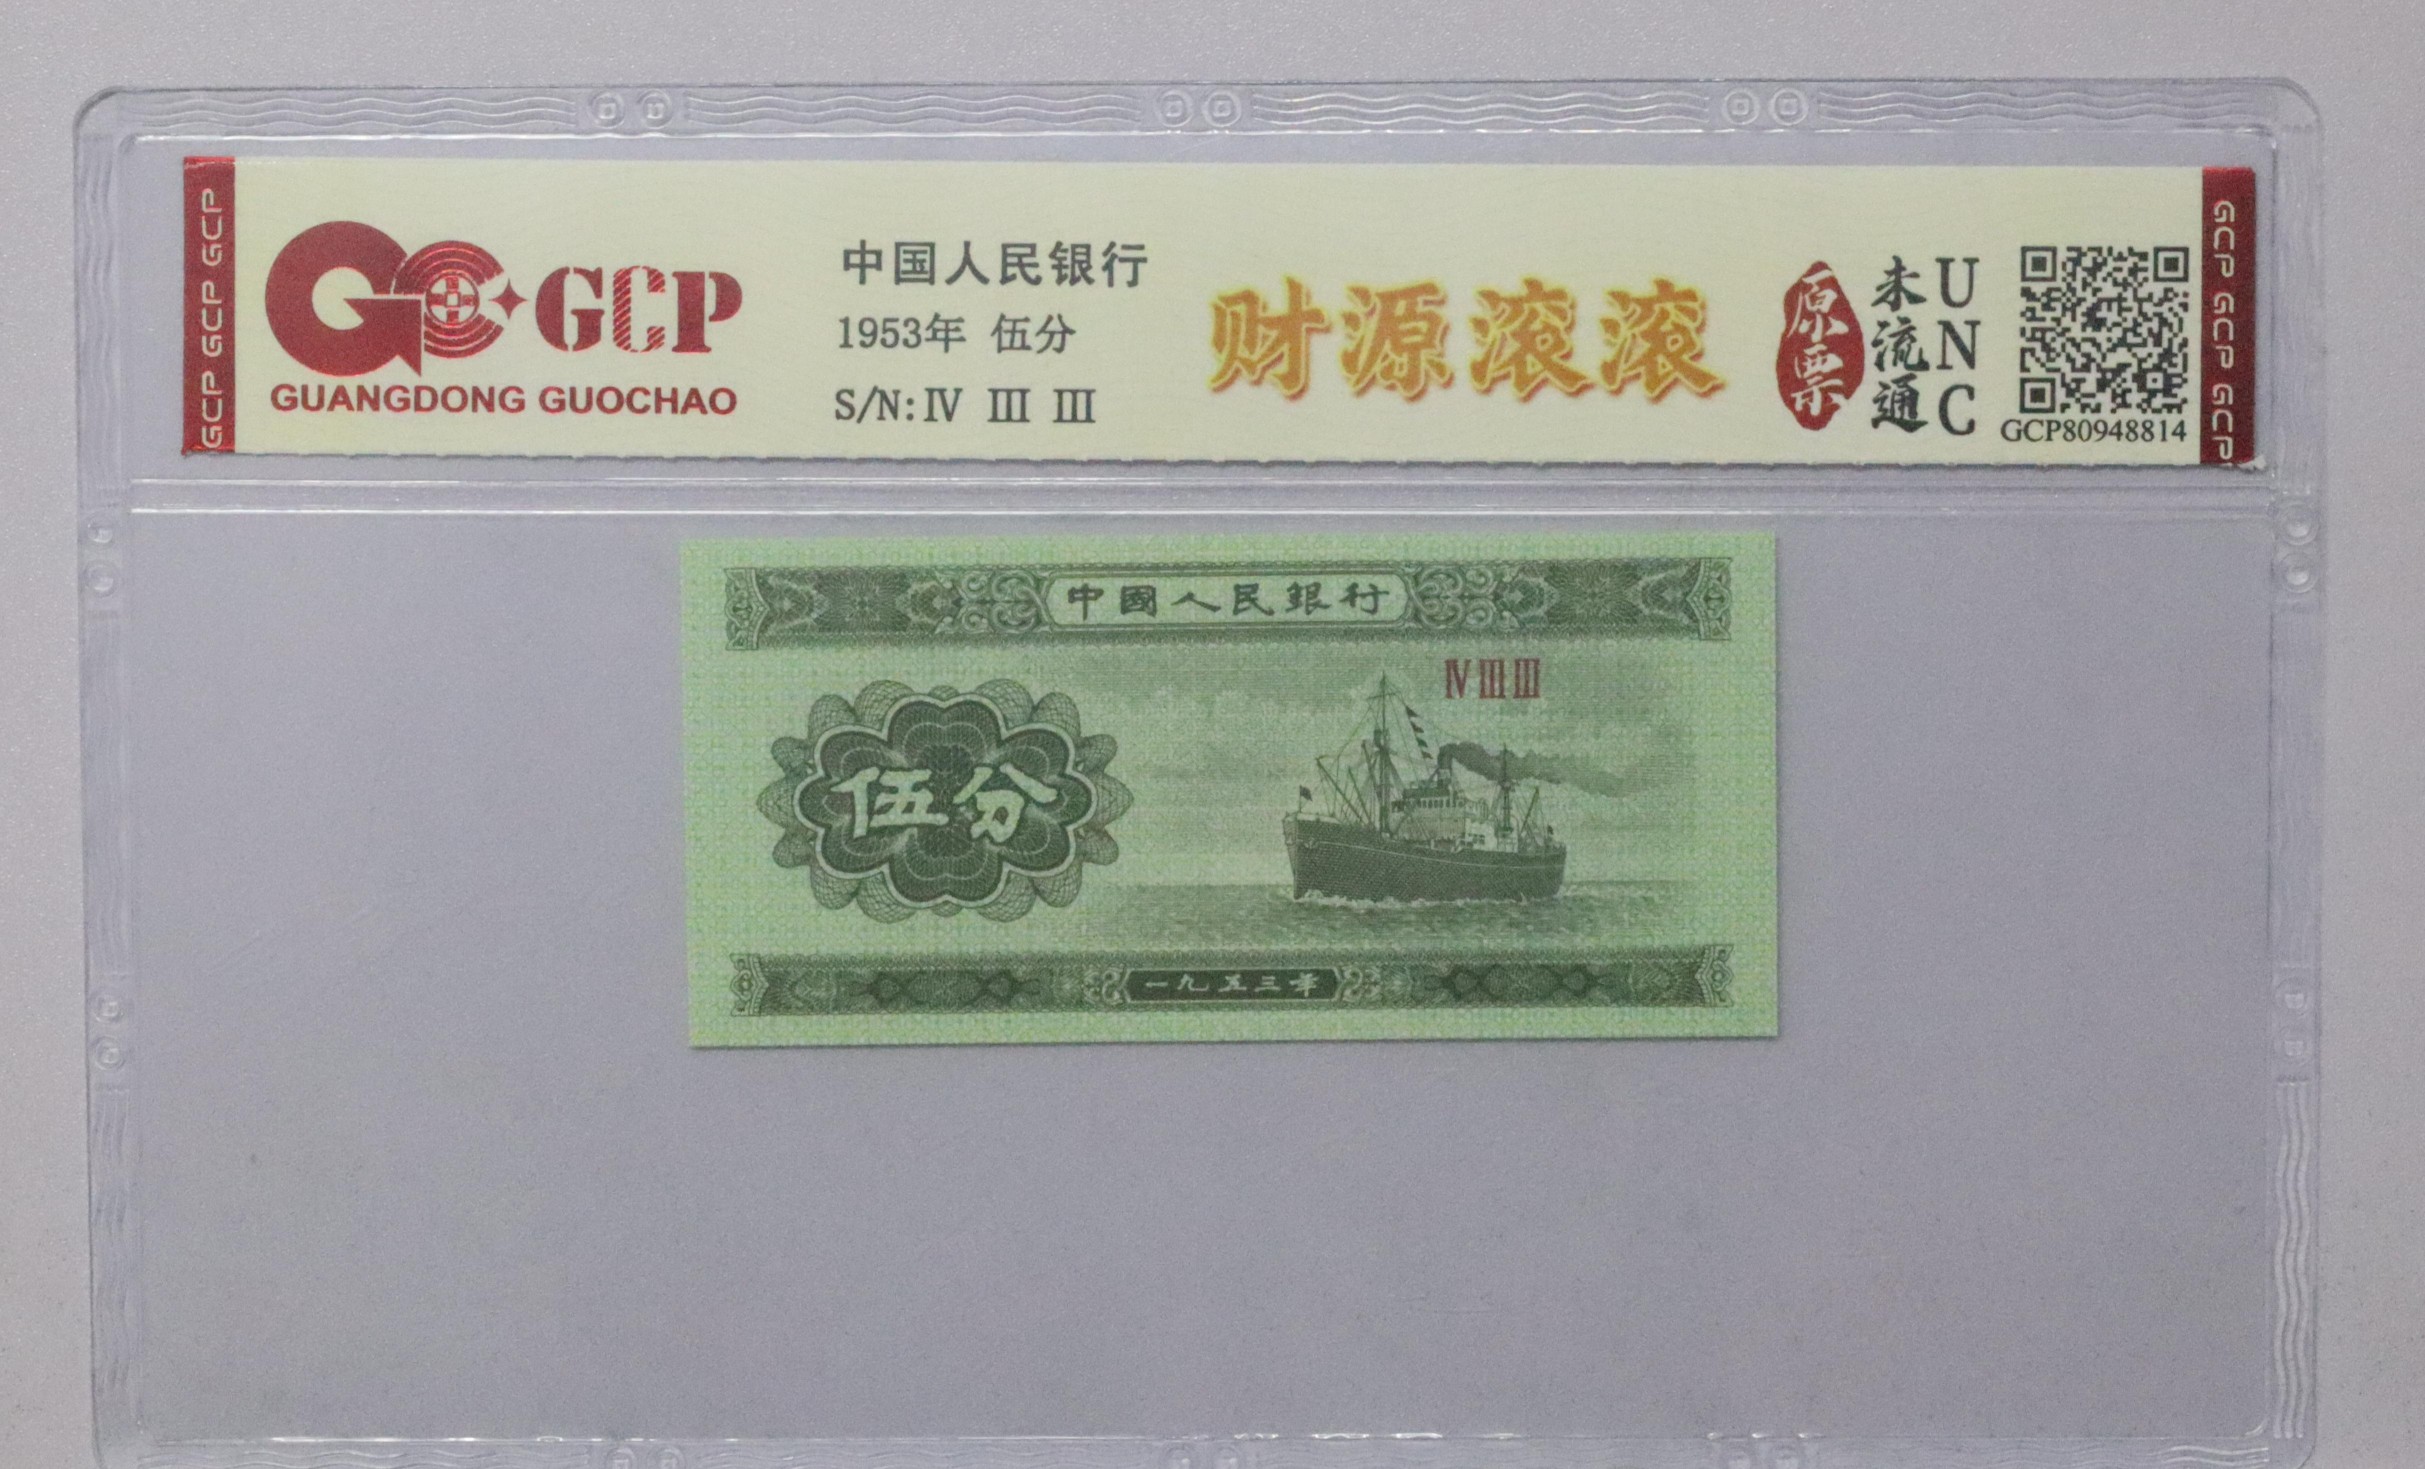 GCP GCP GCP
GCP
GUANGDONG GUOCHAO
中国人民银行
1953年 伍分
S/N:Ⅳ Ⅲ Ⅲ
财源滚滚
原票
未流通
UNC
GCP80948814
GCP GCP GCP
中國人民銀行
Ⅳ Ⅲ Ⅲ
伍分
一九五三年